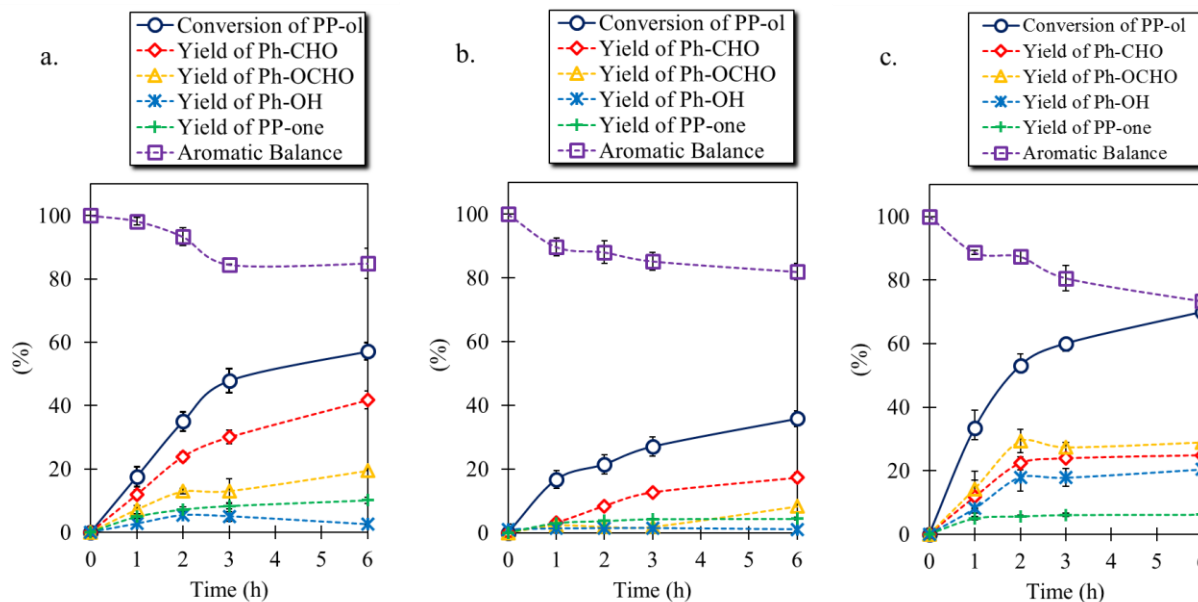 a.
Conversion of PP-ol
Yield of Ph-CHO
Yield of Ph-OCHO
Yield of Ph-OH
Yield of PP-one
Aromatic Balance
100
80
60
40
20
0
(%)
0 1 2 3 4 5 6
Time (h)
b.
Conversion of PP-ol
Yield of Ph-CHO
Yield of Ph-OCHO
Yield of Ph-OH
Yield of PP-one
Aromatic Balance
100
80
60
40
20
0
(%)
0 1 2 3 4 5 6
Time (h)
c.
Conversion of PP-ol
Yield of Ph-CHO
Yield of Ph-OCHO
Yield of Ph-OH
Yield of PP-one
Aromatic Balance
100
80
60
40
20
0
(%)
0 1 2 3 4 5 6
Time (h)